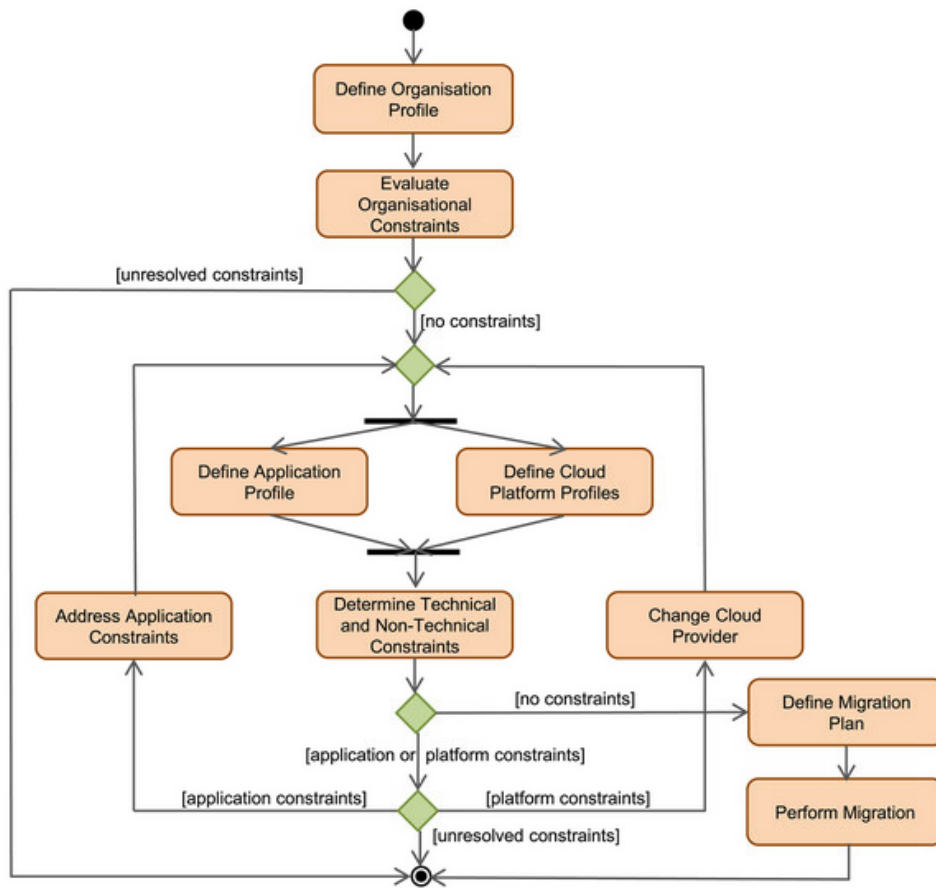 Define Organisation
Profile
Evaluate
Organisational
Constraints
[unresolved constraints]
[no constraints]
Define Application
Profile
Define Cloud
Platform Profiles
Address Application
Constraints
Determine Technical
and Non-Technical
Constraints
Change Cloud
Provider
[no constraints]
Define Migration
Plan
[application or platform constraints]
[application constraints]
[platform constraints]
Perform Migration
[unresolved constraints]